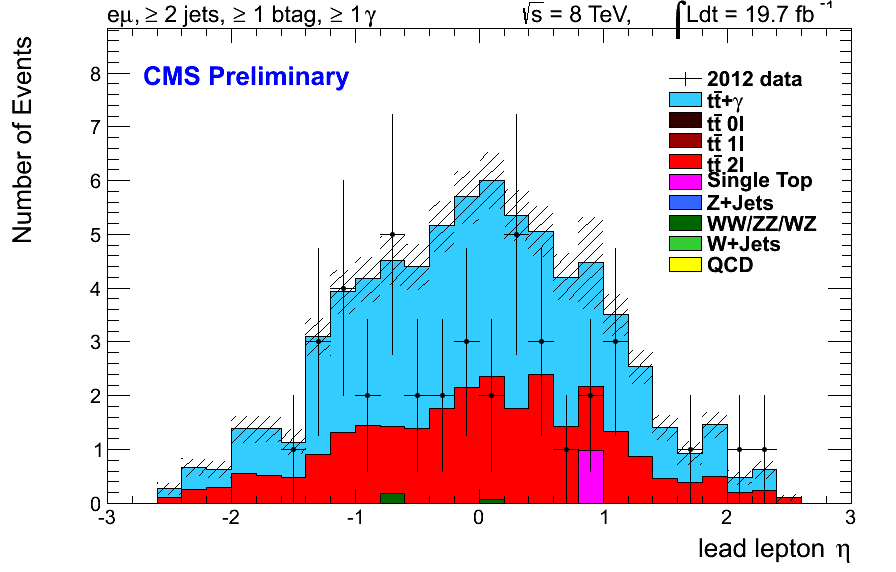 eμ, ≥ 2 jets, ≥ 1 btag, ≥ 1 γ √s = 8 TeV, ∫Ldt = 19.7 fb⁻¹
Number of Events
CMS Preliminary
2012 data
tt̄+γ
tt̄ 0l
tt̄ 1l
tt̄ 2l
Single Top
Z+Jets
WW/ZZ/WZ
W+Jets
QCD
8
7
6
5
4
3
2
1
0
-3 -2 -1 0 1 2 3
lead lepton η